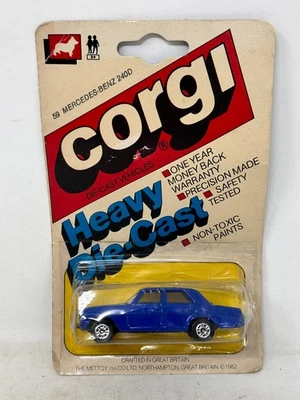 59
59 MERCEDES-BENZ 240D
corgi
®
DIE-CAST VEHICLES
Heavy
Die-Cast
■ ONE YEAR
MONEY BACK
WARRANTY
■ PRECISION MADE
■ SAFETY
TESTED
■ NON-TOXIC
PAINTS
CRAFTED IN GREAT BRITAIN
THE METTOY CO LTD. NORTHAMPTON, GREAT BRITAIN. © 1982